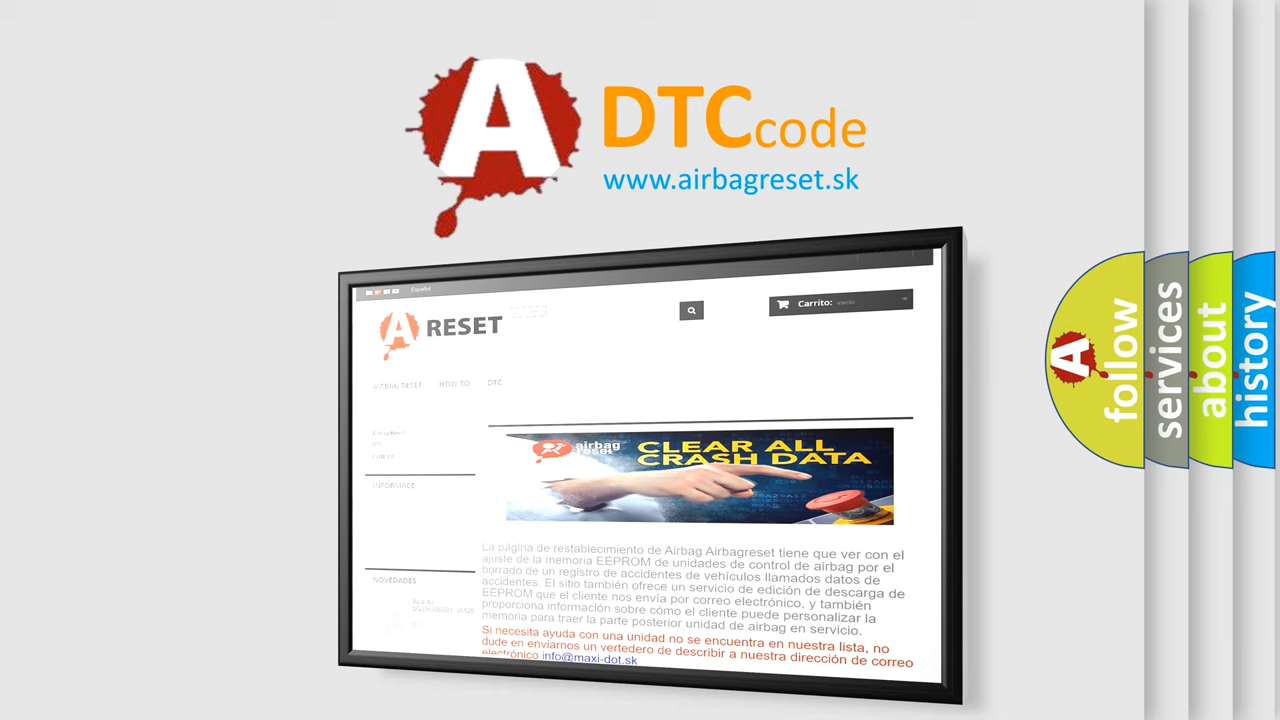 A
DTCcode
www.airbagreset.sk
Español
A RESET
Carrito: vacío
AIRBAG RESET HOW TO DTC
airbag
reset
CLEAR ALL
CRASH DATA
INFORMACE
La página de restablecimiento de Airbag Airbagreset tiene que ver con el
ajuste de la memoria EEPROM de unidades de control de airbag por el
borrado de un registro de accidentes de vehículos llamados datos de
accidentes. El sitio también ofrece un servicio de edición de descarga de
EEPROM que el cliente nos envía por correo electrónico, y también
proporciona información sobre cómo el cliente puede personalizar la
memoria para traer la parte posterior unidad de airbag en servicio.
Si necesita ayuda con una unidad no se encuentra en nuestra lista, no
dude en enviarnos un vertedero de describir a nuestra dirección de correo
electrónico info@maxi-dot.sk
NOVEDADES
A
follow
services
about
history